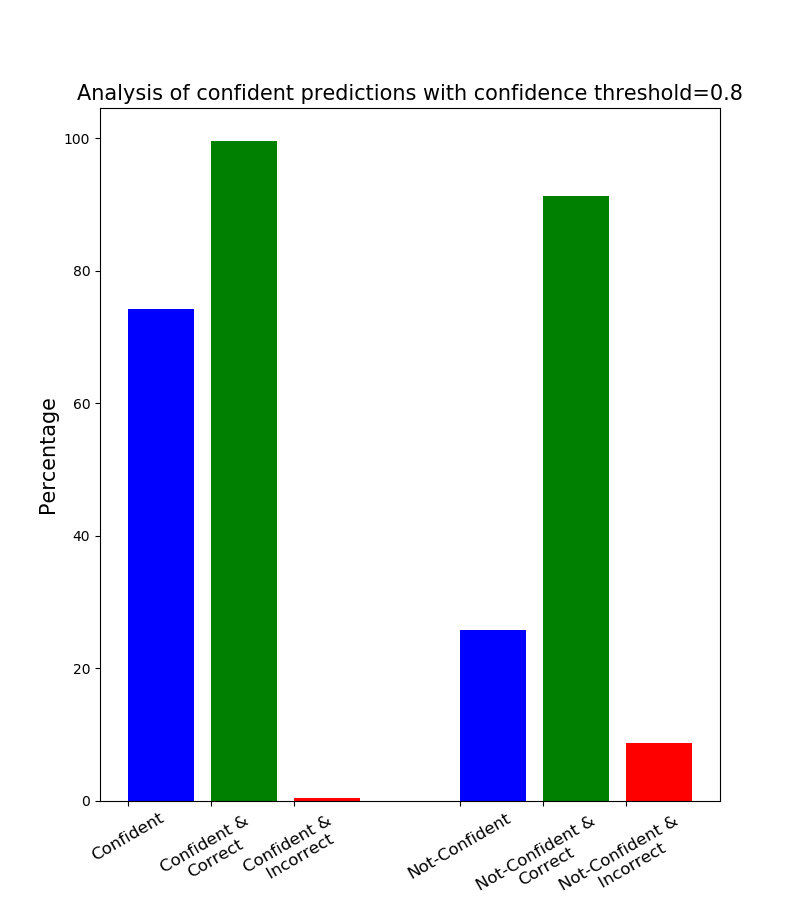 Analysis of confident predictions with confidence threshold=0.8
Percentage
100
80
60
40
20
0
Confident
Confident &
Correct
Confident &
Incorrect
Not-Confident
Not-Confident &
Correct
Not-Confident &
Incorrect